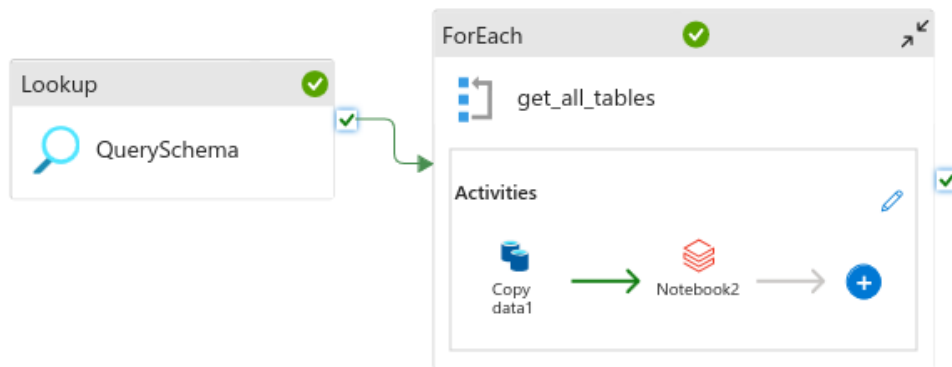 Lookup
QuerySchema
ForEach
get_all_tables
Activities
Copy
data1
Notebook2